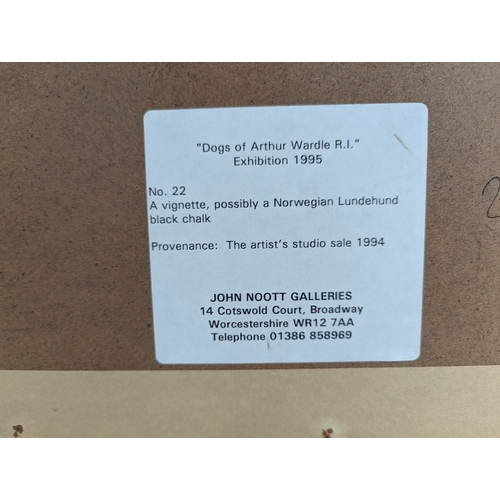 "Dogs of Arthur Wardle R.I."
Exhibition 1995
No. 22
A vignette, possibly a Norwegian Lundehund
black chalk
Provenance: The artist's studio sale 1994
JOHN NOOTT GALLERIES
14 Cotswold Court, Broadway
Worcestershire WR12 7AA
Telephone 01386 858969